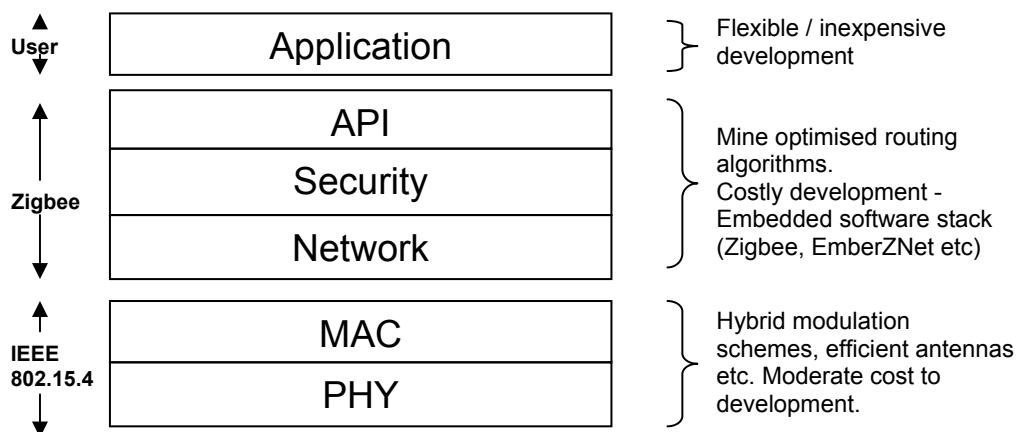 User
Application
Flexible / inexpensive
development
Zigbee
API
Security
Network
Mine optimised routing
algorithms.
Costly development -
Embedded software stack
(Zigbee, EmberZNet etc)
IEEE
802.15.4
MAC
PHY
Hybrid modulation
schemes, efficient antennas
etc. Moderate cost to
development.